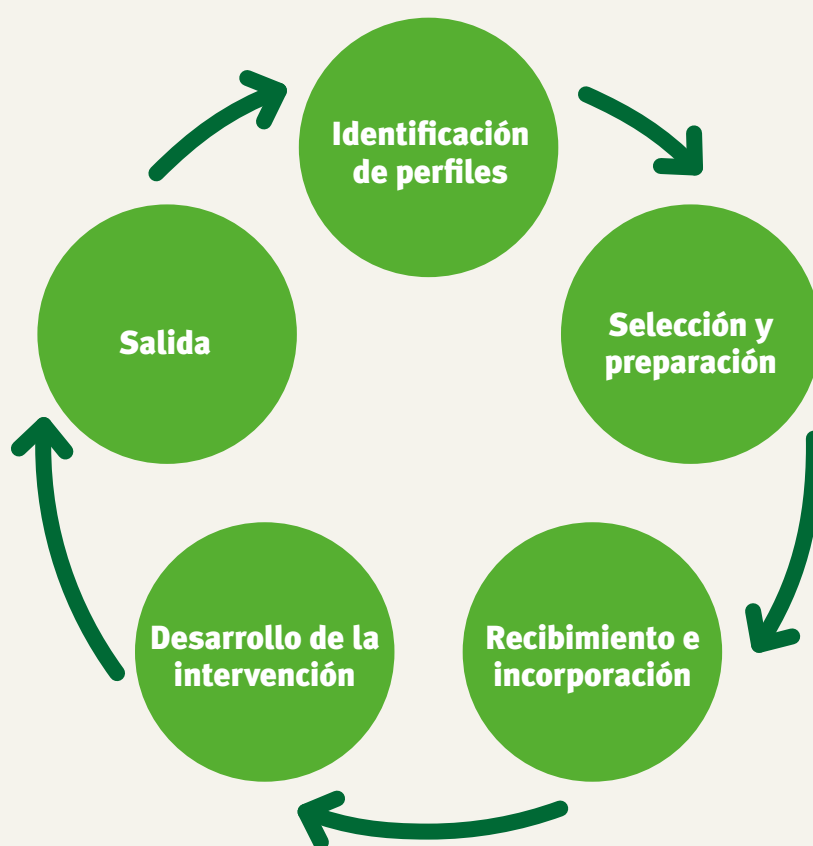 Identificación
de perfiles
Selección y
preparación
Recibimiento e
incorporación
Desarrollo de la
intervención
Salida